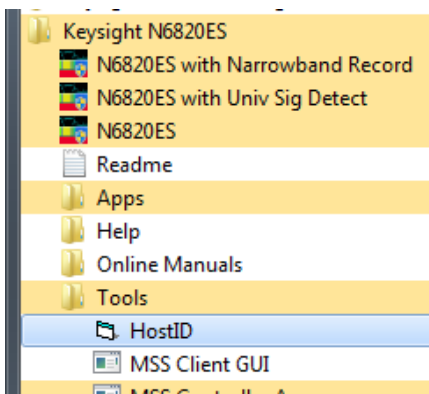 Keysight N6820ES
N6820ES with Narrowband Record
N6820ES with Univ Sig Detect
N6820ES
Readme
Apps
Help
Online Manuals
Tools
HostID
MSS Client GUI